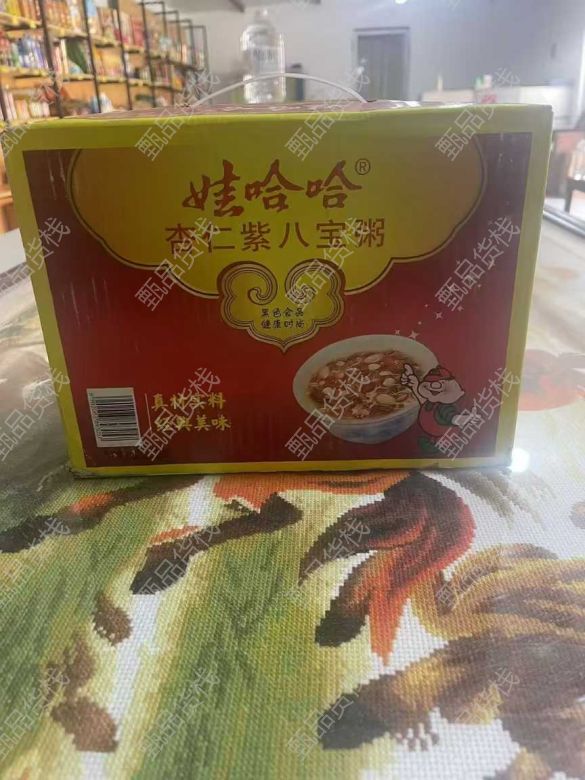 娃哈哈®
杏仁紫八宝粥
黑色食品
健康时尚
真材实料
经典美味
甄品货栈